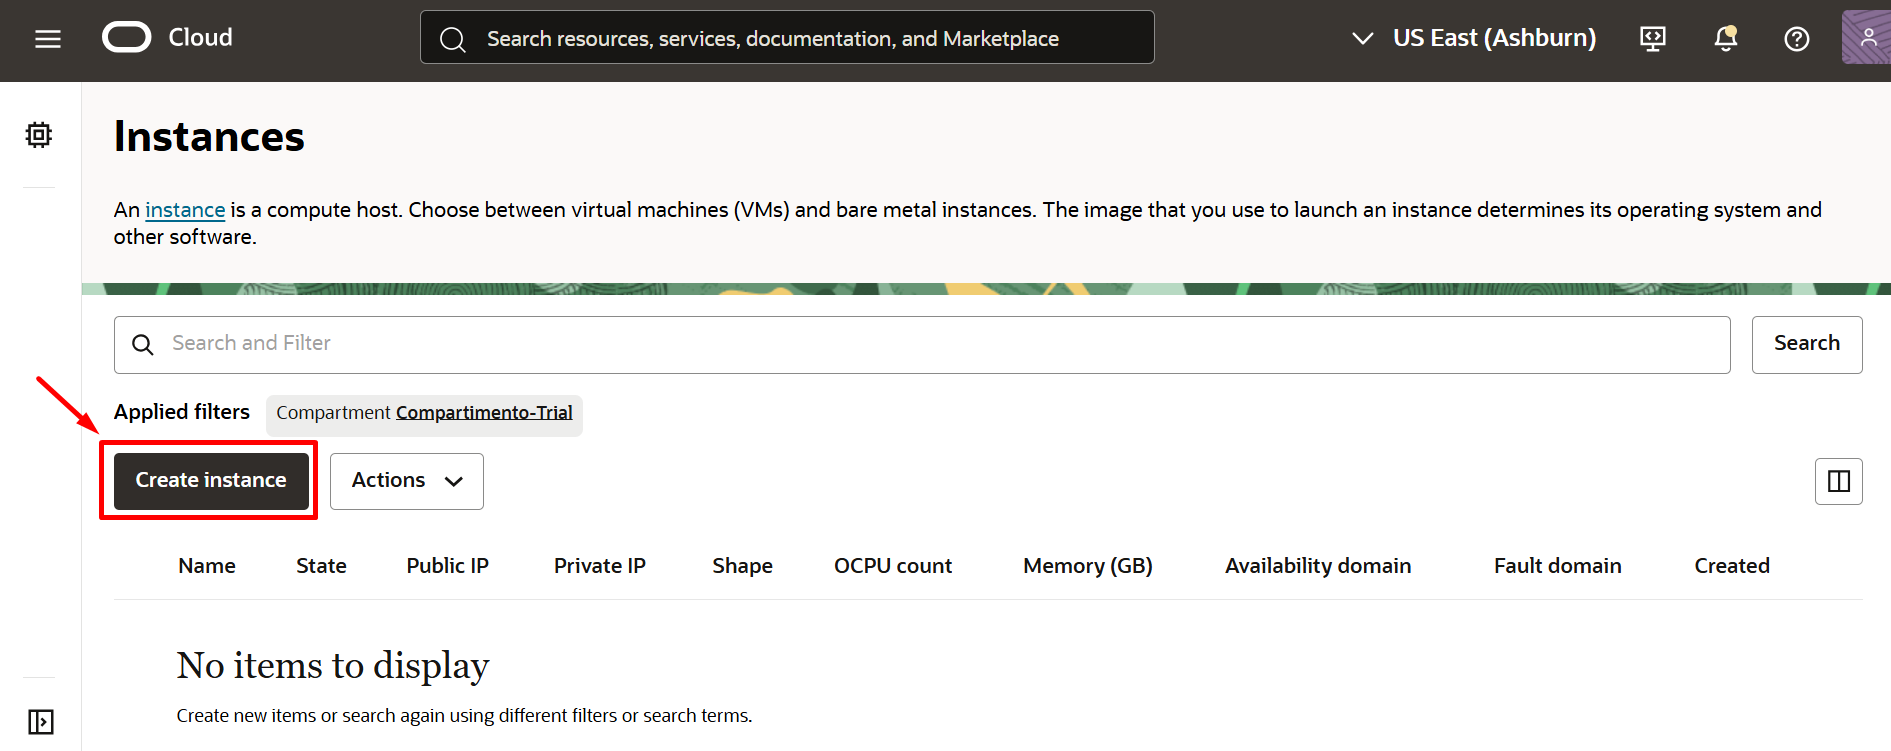 Cloud
Search resources, services, documentation, and Marketplace
US East (Ashburn)
Instances
An instance is a compute host. Choose between virtual machines (VMs) and bare metal instances. The image that you use to launch an instance determines its operating system and
other software.
Search and Filter
Search
Applied filters
Compartment Compartimento-Trial
Create instance
Actions
Name State Public IP Private IP Shape OCPU count Memory (GB) Availability domain Fault domain Created
No items to display
Create new items or search again using different filters or search terms.